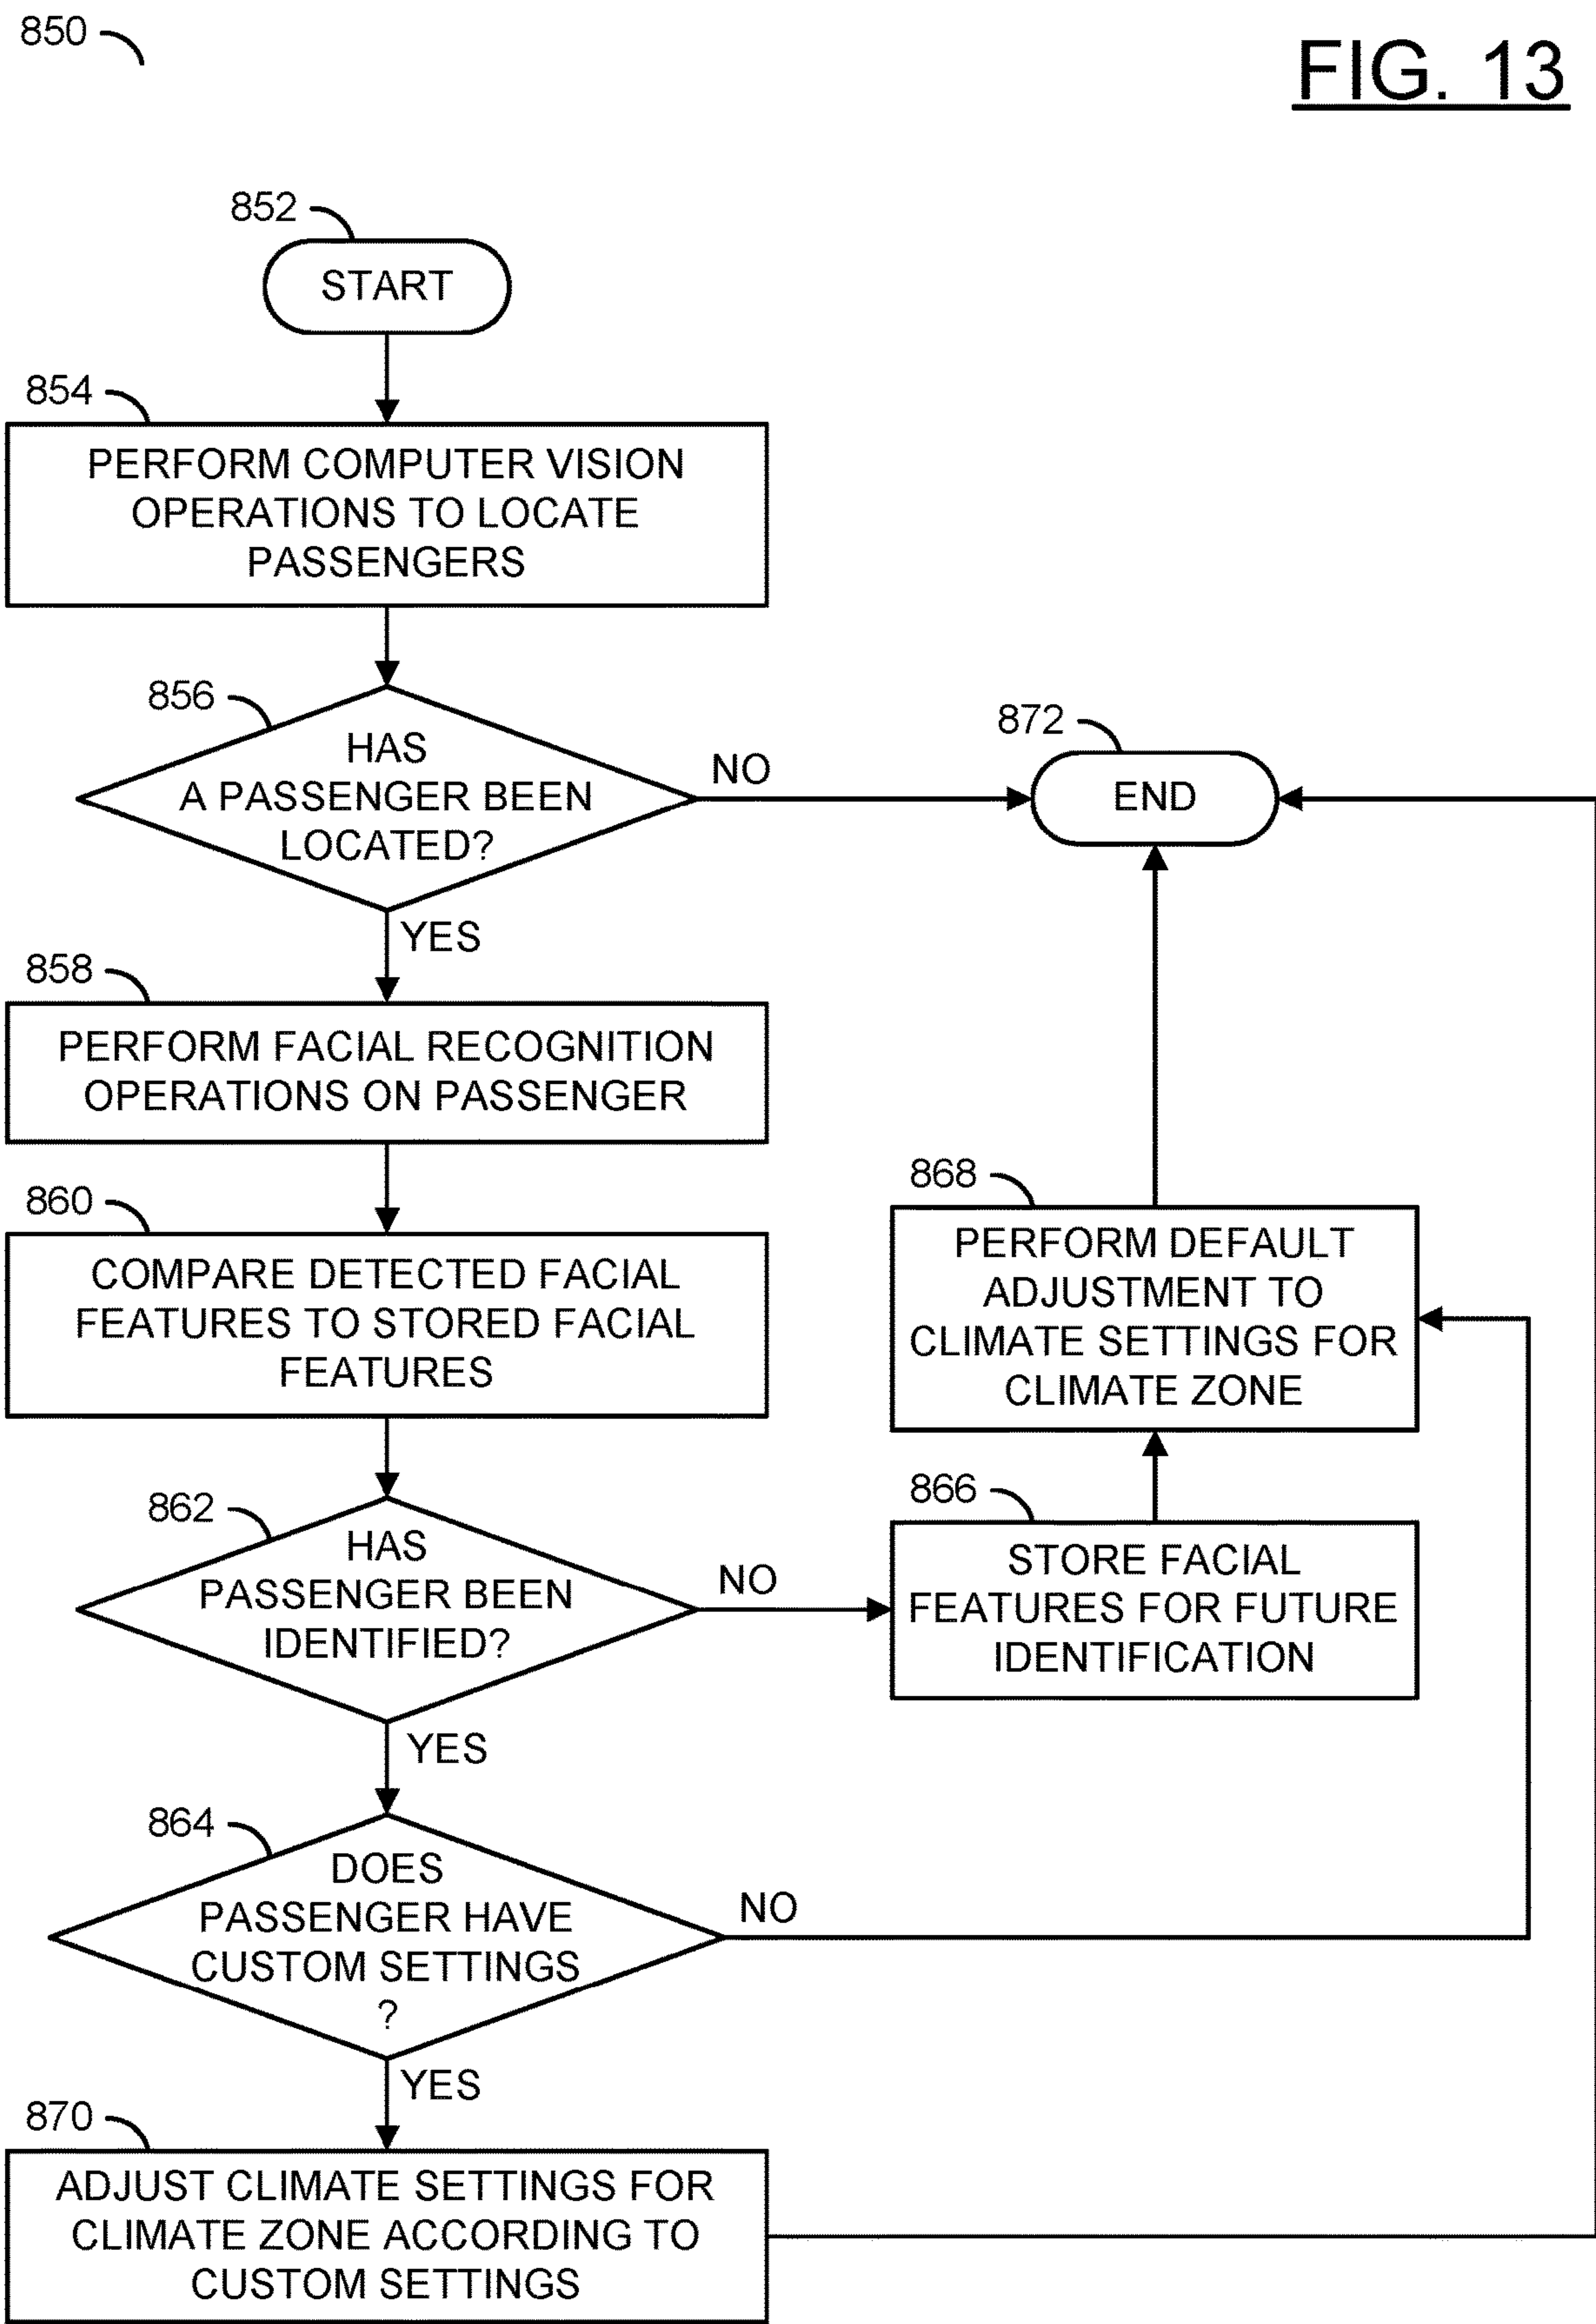 850
FIG. 13
852
START
854
PERFORM COMPUTER VISION
OPERATIONS TO LOCATE
PASSENGERS
856
HAS
A PASSENGER BEEN
LOCATED?
NO
872
END
YES
858
PERFORM FACIAL RECOGNITION
OPERATIONS ON PASSENGER
860
COMPARE DETECTED FACIAL
FEATURES TO STORED FACIAL
FEATURES
868
PERFORM DEFAULT
ADJUSTMENT TO
CLIMATE SETTINGS FOR
CLIMATE ZONE
862
HAS
PASSENGER BEEN
IDENTIFIED?
NO
866
STORE FACIAL
FEATURES FOR FUTURE
IDENTIFICATION
YES
864
DOES
PASSENGER HAVE
CUSTOM SETTINGS
?
NO
YES
870
ADJUST CLIMATE SETTINGS FOR
CLIMATE ZONE ACCORDING TO
CUSTOM SETTINGS